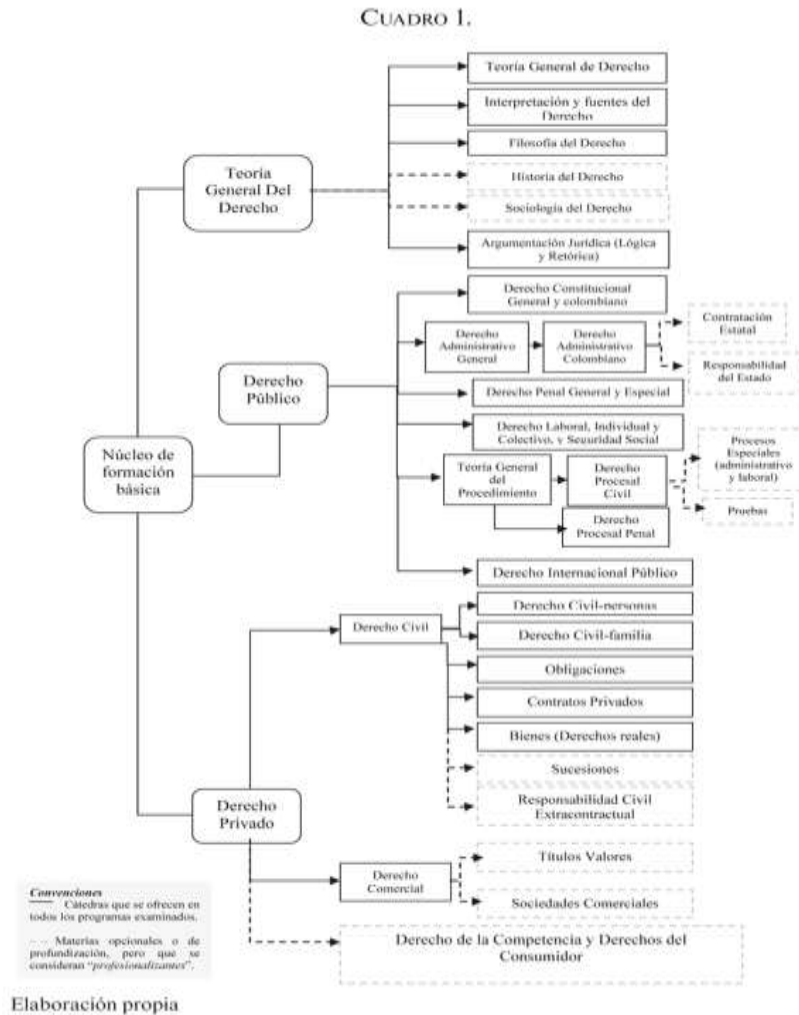 CUADRO 1.
Teoría General de Derecho
Interpretación y fuentes del
Derecho
Filosofía del Derecho
Teoría
General Del
Derecho
Historia del Derecho
Sociología del Derecho
Argumentación Jurídica (Lógica
y Retórica)
Derecho Constitucional
General y colombiano
Derecho
Administrativo
General
Derecho
Administrativo
Colombiano
Contratación
Estatal
Responsabilidad
del Estado
Derecho
Público
Derecho Penal General y Especial
Derecho Laboral, Individual y
Colectivo, y Seguridad Social
Núcleo de
formación
básica
Teoría General
del
Procedimiento
Derecho
Procesal
Civil
Procesos
Especiales
(administrativo
y laboral)
Pruebas
Derecho
Procesal Penal
Derecho Internacional Público
Derecho Civil
Derecho Civil-personas
Derecho Civil-familia
Obligaciones
Contratos Privados
Bienes (Derechos reales)
Sucesiones
Responsabilidad Civil
Extracontractual
Derecho
Privado
Derecho
Comercial
Títulos Valores
Sociedades Comerciales
Derecho de la Competencia y Derechos del
Consumidor
Convenciones
Cátedras que se ofrecen en
todos los programas examinados.
Materias opcionales o de
profundización, pero que se
consideran “profesionalizantes”.
Elaboración propia